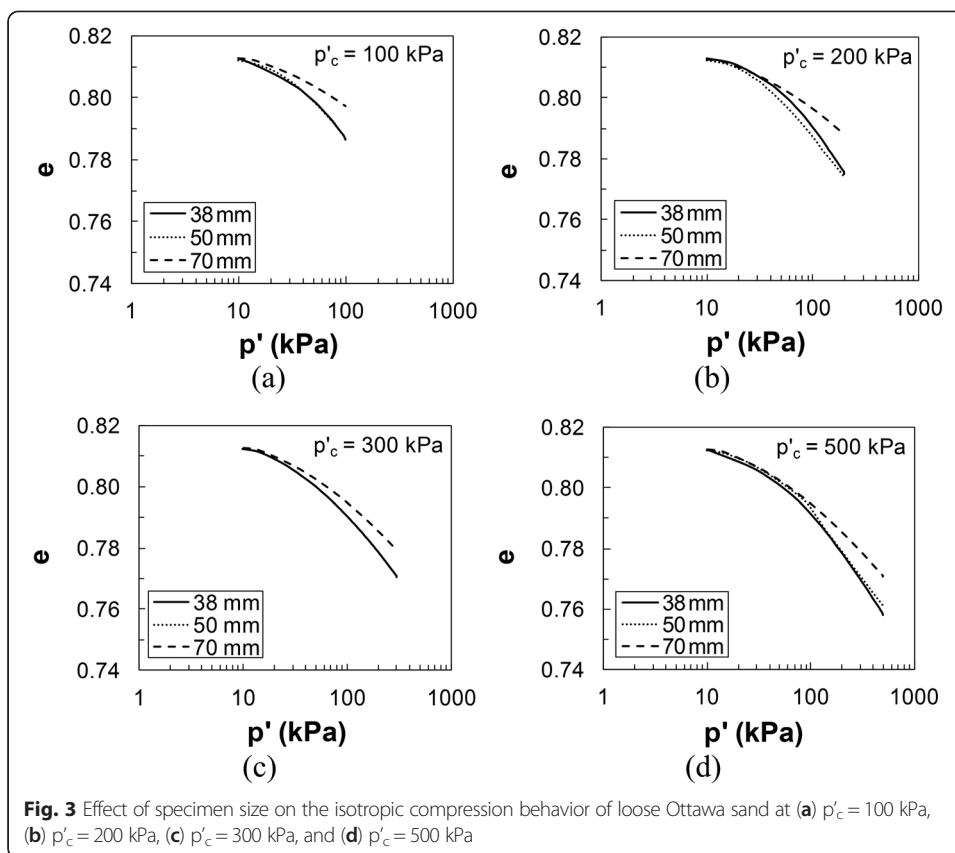 0.82
0.80
0.78
0.76
0.74
e
p'c = 100 kPa
38 mm
50 mm
70 mm
1 10 100 1000
p' (kPa)
(a)
0.82
0.80
0.78
0.76
0.74
e
p'c = 200 kPa
38 mm
50 mm
70 mm
1 10 100 1000
p' (kPa)
(b)
0.82
0.80
0.78
0.76
0.74
e
p'c = 300 kPa
38 mm
50 mm
70 mm
1 10 100 1000
p' (kPa)
(c)
0.82
0.80
0.78
0.76
0.74
e
p'c = 500 kPa
38 mm
50 mm
70 mm
1 10 100 1000
p' (kPa)
(d)
Fig. 3 Effect of specimen size on the isotropic compression behavior of loose Ottawa sand at (a) p'c = 100 kPa,
(b) p'c = 200 kPa, (c) p'c = 300 kPa, and (d) p'c = 500 kPa